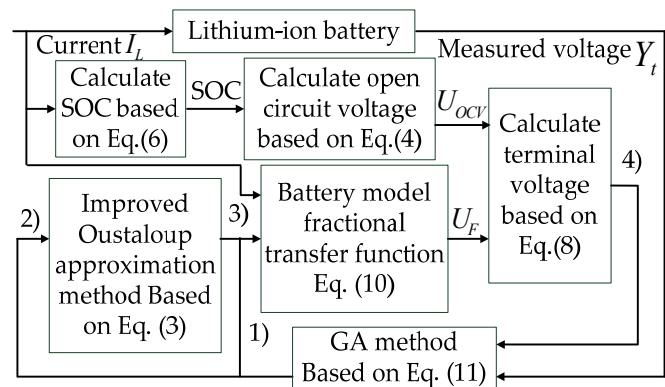 Lithium-ion battery
Current I_L
Measured voltage Y_t
Calculate
SOC based
on Eq.(6)
SOC
Calculate open
circuit voltage
based on Eq.(4)
U_OCV
Calculate
terminal
voltage
based on
Eq.(8)
4)
2)
Improved
Oustaloup
approximation
method Based
on Eq. (3)
3)
Battery model
fractional
transfer function
Eq. (10)
U_F
1)
GA method
Based on Eq. (11)